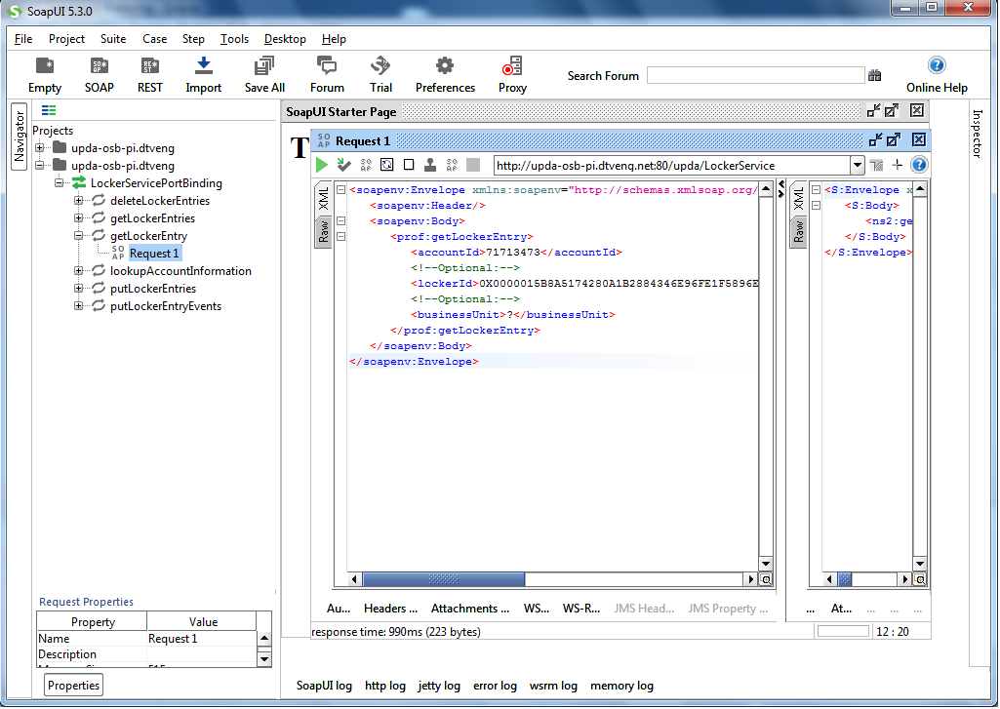 SoapUI 5.3.0
File Project Suite Case Step Tools Desktop Help
Empty SOAP REST Import Save All Forum Trial Preferences Proxy Search Forum Online Help
Navigator
Inspector
Projects
upda-osb-pi.dtveng
upda-osb-pi.dtveng
LockerServicePortBinding
deleteLockerEntries
getLockerEntries
getLockerEntry
SO AP Request 1
lookupAccountInformation
putLockerEntries
putLockerEntryEvents
SoapUI Starter Page
T
SO AP Request 1
http://upda-osb-pi.dtvenq.net:80/upda/LockerService
XML
Raw
<soapenv:Envelope xmlns:soapenv="http://schemas.xmlsoap.org/
<soapenv:Header/>
<soapenv:Body>
<prof:getLockerEntry>
<accountId>71713473</accountId>
<!--Optional:-->
<lockerId>0X0000015B8A5174280A1B2884346E96FE1F5896E
<!--Optional:-->
<businessUnit>?</businessUnit>
</prof:getLockerEntry>
</soapenv:Body>
</soapenv:Envelope>
XML
Raw
<S:Envelope x
<S:Body>
<ns2:ge
</S:Body>
</S:Envelope>
Au... Headers ... Attachments ... WS... WS-R... JMS Head... JMS Property ...
... At... ... ... ...
response time: 990ms (223 bytes)
12 : 20
Request Properties
Property Value
Name Request 1
Description
Properties
SoapUI log http log jetty log error log wsrm log memory log